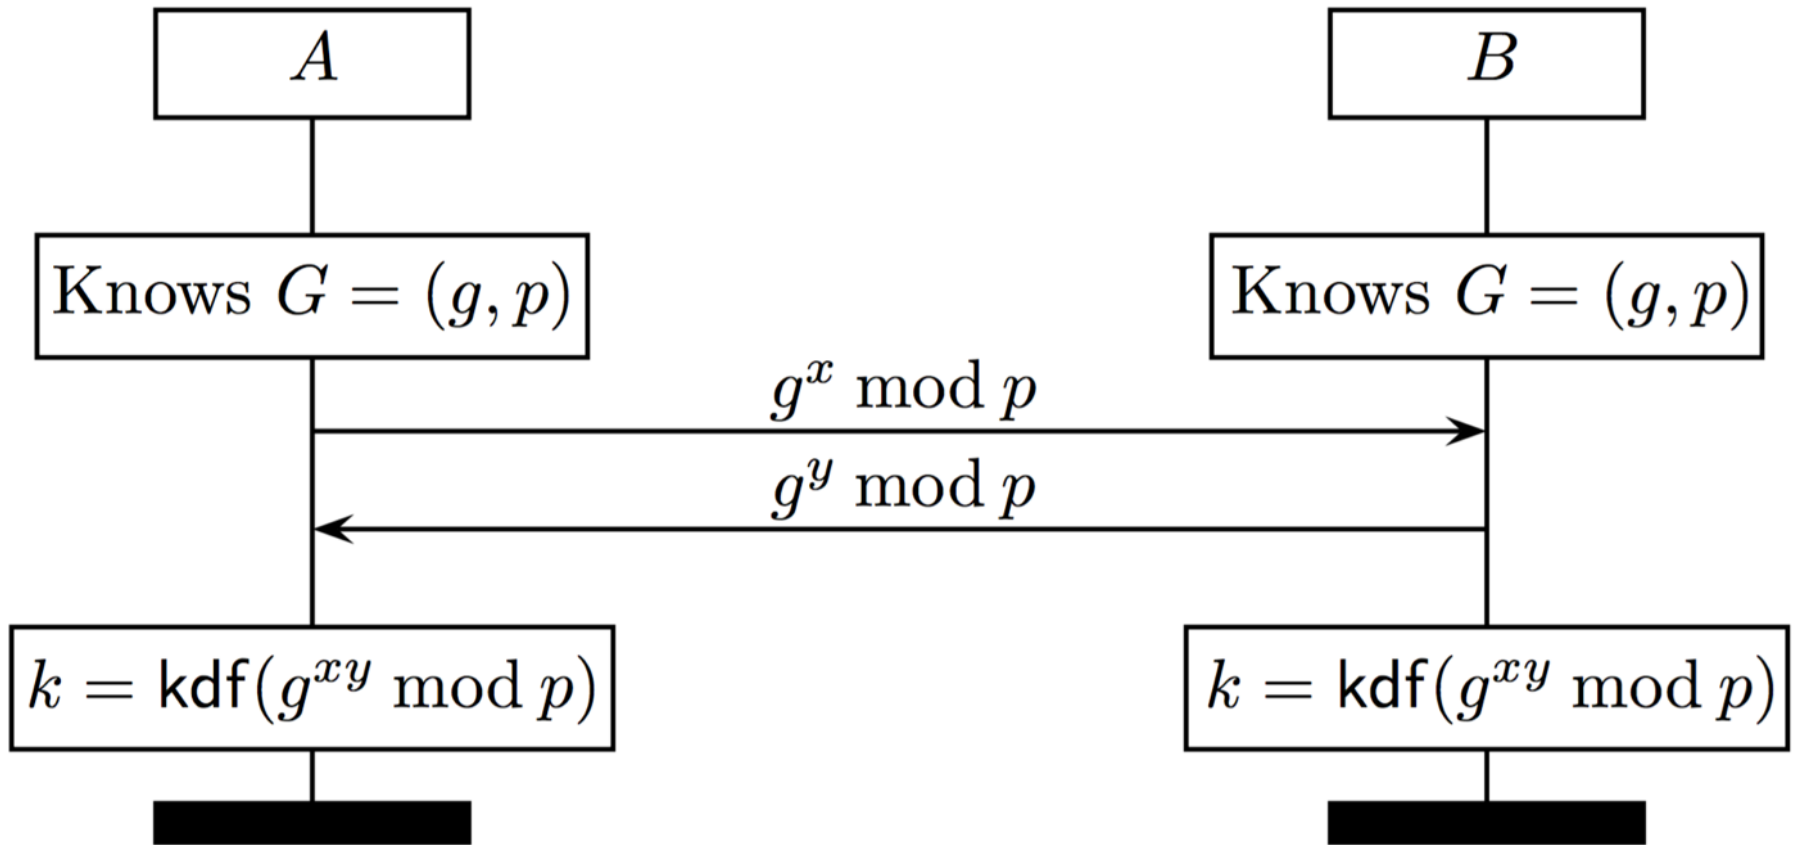 A
B
Knows G = (g, p)
Knows G = (g, p)
g^x mod p
g^y mod p
k = kdf(g^{xy} mod p)
k = kdf(g^{xy} mod p)